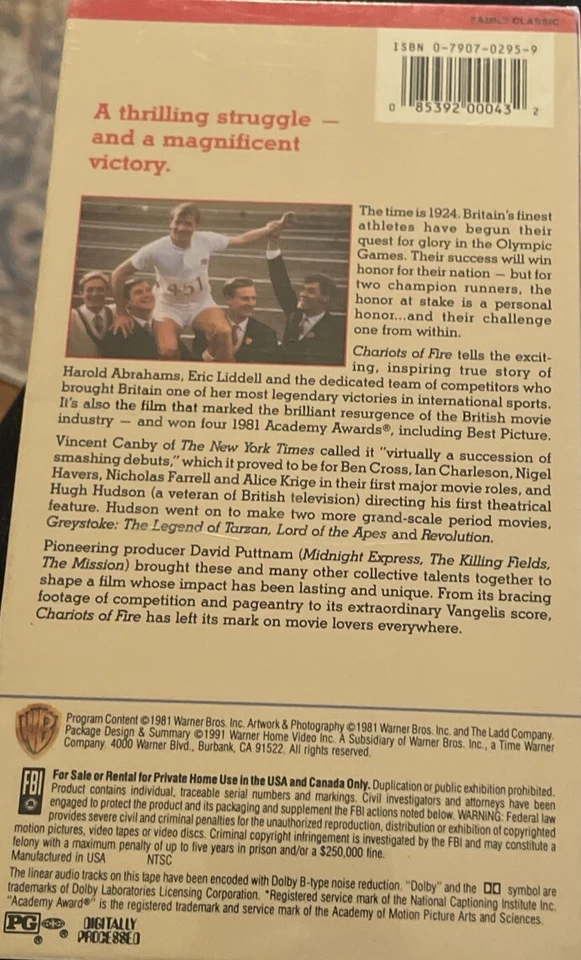 FAMILY CLASSIC
ISBN 0-7907-0295-9
0 85392 00043 2
A thrilling struggle —
and a magnificent
victory.
451
The time is 1924. Britain's finest
athletes have begun their
quest for glory in the Olympic
Games. Their success will win
honor for their nation — but for
two champion runners, the
honor at stake is a personal
honor...and their challenge
one from within.
Chariots of Fire tells the excit-
ing, inspiring true story of
Harold Abrahams, Eric Liddell and the dedicated team of competitors who
brought Britain one of her most legendary victories in international sports.
It's also the film that marked the brilliant resurgence of the British movie
industry — and won four 1981 Academy Awards®, including Best Picture.
Vincent Canby of The New York Times called it "virtually a succession of
smashing debuts," which it proved to be for Ben Cross, Ian Charleson, Nigel
Havers, Nicholas Farrell and Alice Krige in their first major movie roles, and
Hugh Hudson (a veteran of British television) directing his first theatrical
feature. Hudson went on to make two more grand-scale period movies,
Greystoke: The Legend of Tarzan, Lord of the Apes and Revolution.
Pioneering producer David Puttnam (Midnight Express, The Killing Fields,
The Mission) brought these and many other collective talents together to
shape a film whose impact has been lasting and unique. From its bracing
footage of competition and pageantry to its extraordinary Vangelis score,
Chariots of Fire has left its mark on movie lovers everywhere.
WB
Program Content ©1981 Warner Bros. Inc. Artwork & Photography ©1981 Warner Bros. Inc. and The Ladd Company.
Package Design & Summary ©1991 Warner Home Video Inc. A Subsidiary of Warner Bros. Inc., a Time Warner
Company. 4000 Warner Blvd., Burbank, CA 91522. All rights reserved.
FBI
For Sale or Rental for Private Home Use in the USA and Canada Only. Duplication or public exhibition prohibited.
Product contains individual, traceable serial numbers and markings. Civil investigators and attorneys have been
engaged to protect the product and its packaging and supplement the FBI actions noted below. WARNING: Federal law
provides severe civil and criminal penalties for the unauthorized reproduction, distribution or exhibition of copyrighted
motion pictures, video tapes or video discs. Criminal copyright infringement is investigated by the FBI and may constitute a
felony with a maximum penalty of up to five years in prison and/or a $250,000 fine.
Manufactured in USA NTSC
The linear audio tracks on this tape have been encoded with Dolby B-type noise reduction. "Dolby" and the symbol are
trademarks of Dolby Laboratories Licensing Corporation. *Registered service mark of the National Captioning Institute Inc.
"Academy Award®" is the registered trademark and service mark of the Academy of Motion Picture Arts and Sciences.
PG ® ® DIGITALLY
PROCESSED